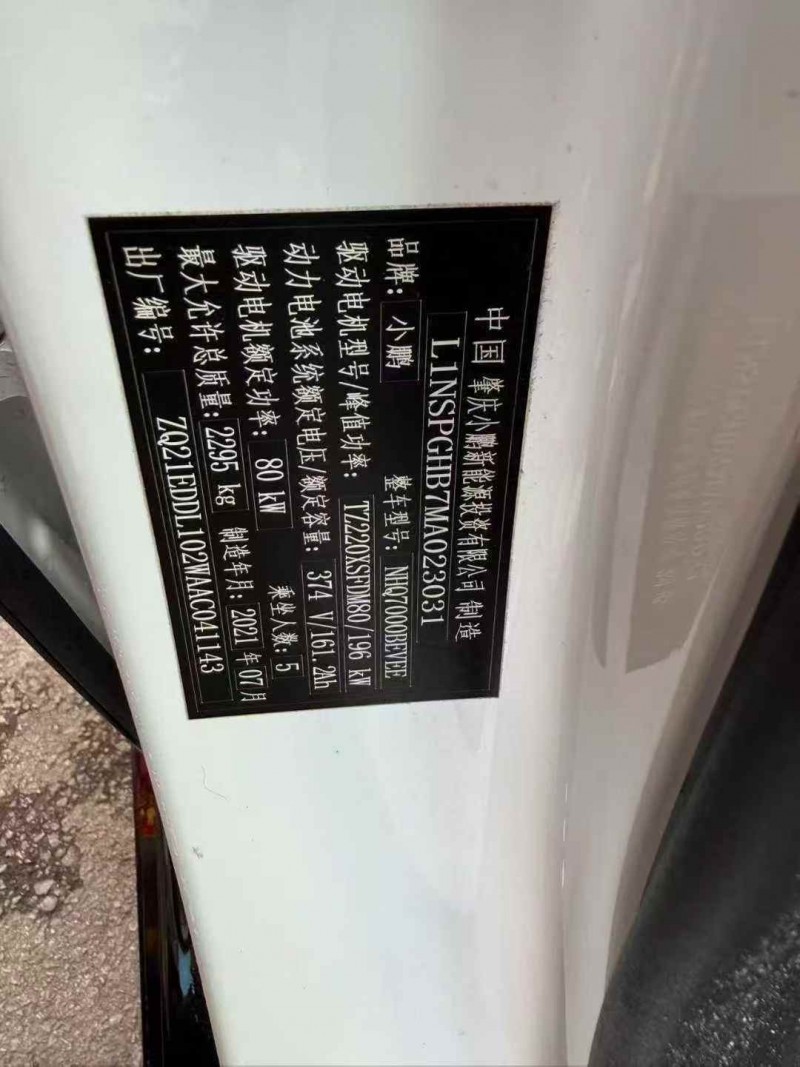 中国 肇庆小鹏新能源投资有限公司 制造
L1NSPGHB7MA023031
品牌: 小鹏 整车型号: NHQ7000BEVEE
驱动电机型号/峰值功率: TZ220XSFDM80/196 kW
动力电池系统额定电压/额定容量: 374 V/161.2Ah
驱动电机额定功率: 80 kW 乘坐人数: 5
最大允许总质量: 2295 kg 制造年月: 2021 年 07月
出厂编号: ZQ21EDDL102WAAC041143